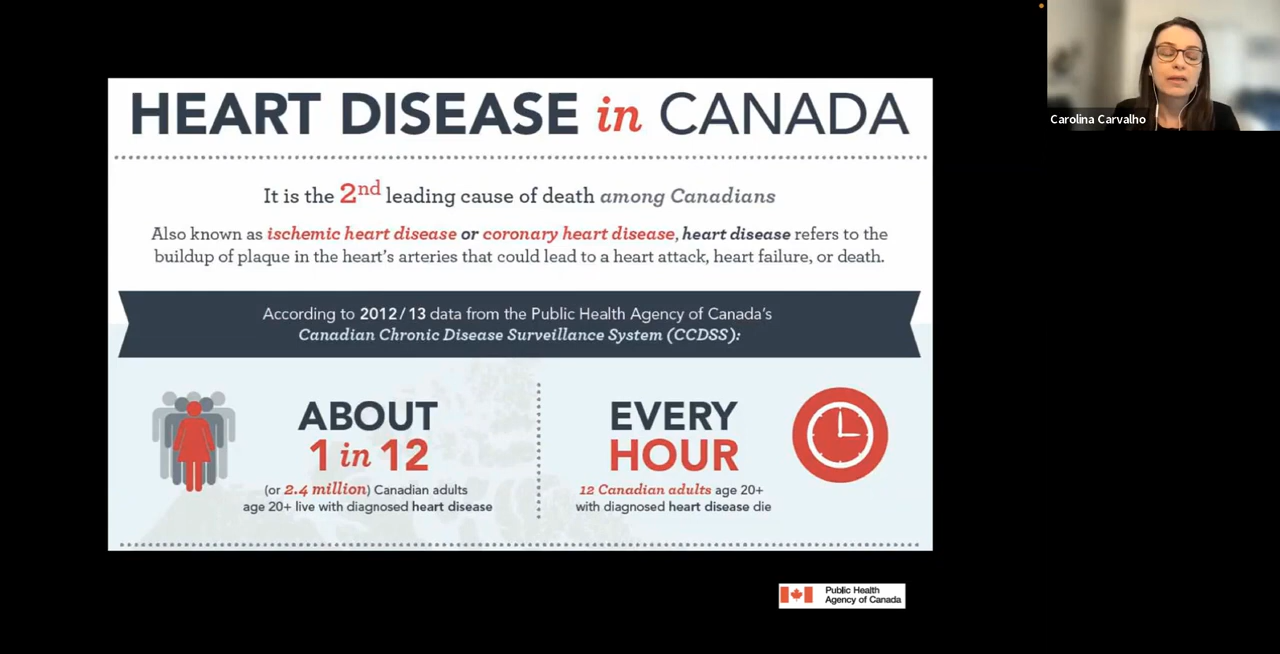 HEART DISEASE in CANADA
It is the 2nd leading cause of death among Canadians
Also known as ischemic heart disease or coronary heart disease, heart disease refers to the
buildup of plaque in the heart's arteries that could lead to a heart attack, heart failure, or death.
According to 2012/13 data from the Public Health Agency of Canada's
Canadian Chronic Disease Surveillance System (CCDSS):
ABOUT
1 in 12
(or 2.4 million) Canadian adults
age 20+ live with diagnosed heart disease
EVERY
HOUR
12 Canadian adults age 20+
with diagnosed heart disease die
Public Health
Agency of Canada
Carolina Carvalho